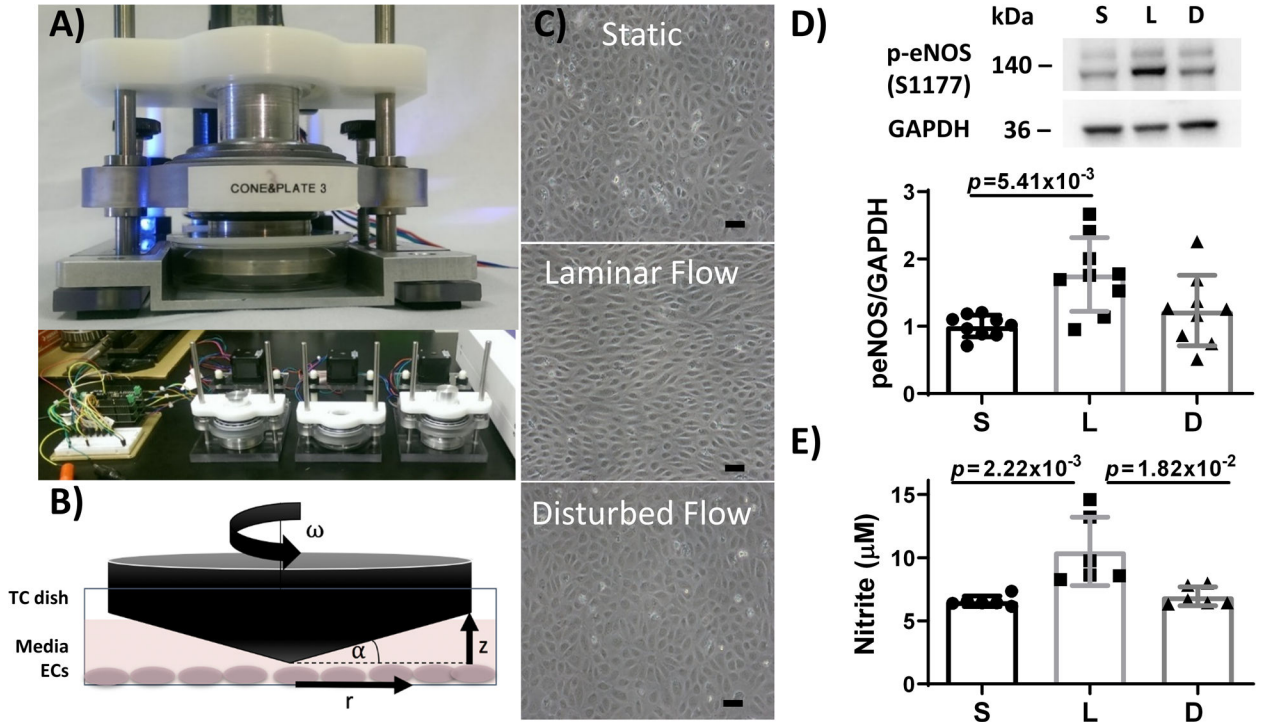 A)
CONE&PLATE 3
B)
ω
TC dish
Media
ECs
α
z
r
C)
Static
Laminar Flow
Disturbed Flow
D)
kDa S L D
p-eNOS
(S1177)
140 –
GAPDH 36 –
p=5.41x10-3
peNOS/GAPDH
3
2
1
0
S L D
E)
p=2.22x10-3 p=1.82x10-2
Nitrite (μM)
15
10
5
0
S L D